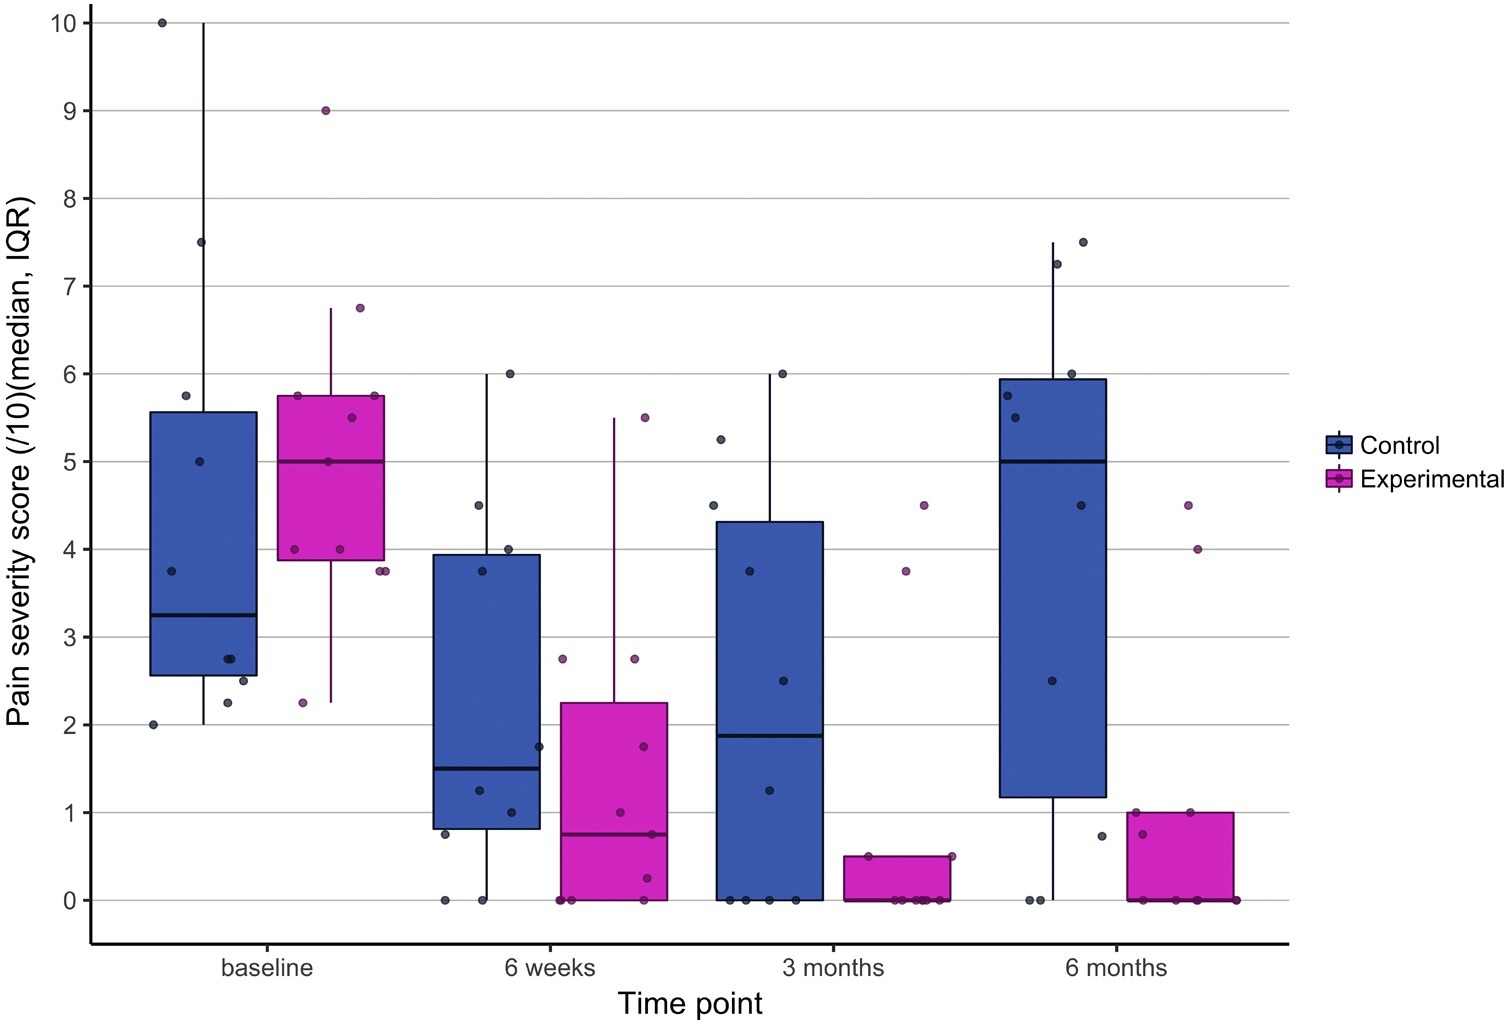 Pain severity score (/10)(median, IQR)
10
9
8
7
6
5
4
3
2
1
0
baseline
6 weeks
3 months
6 months
Time point
Control
Experimental